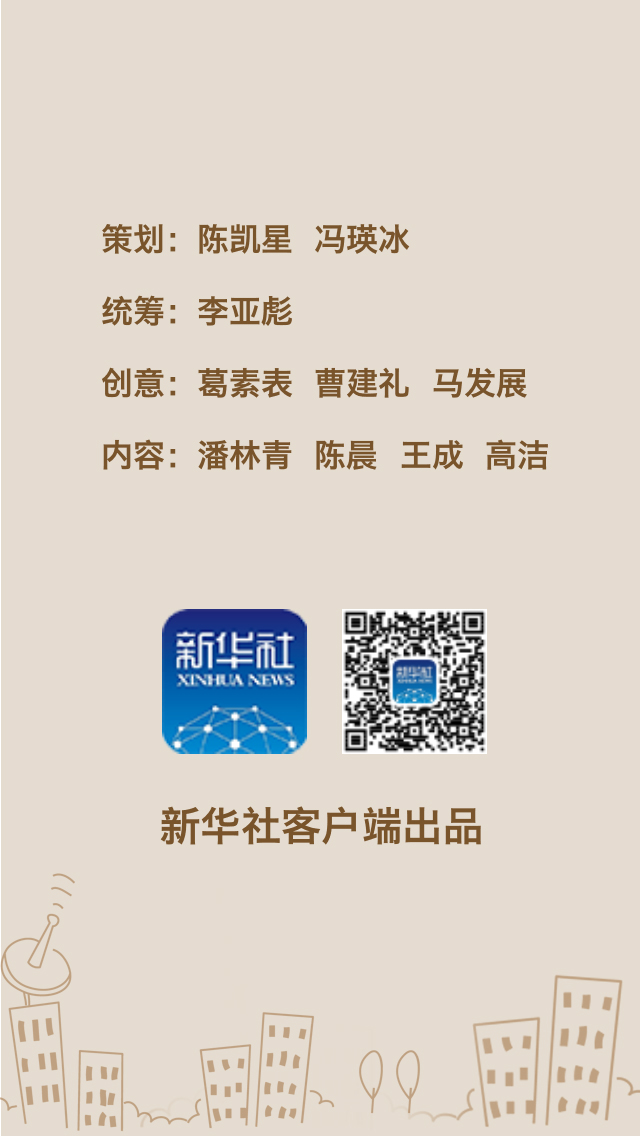 策划：陈凯星 冯瑛冰
统筹：李亚彪
创意：葛素表 曹建礼 马发展
内容：潘林青 陈晨 王成 高洁
新华社
XINHUA NEWS
新华社
新华社客户端出品